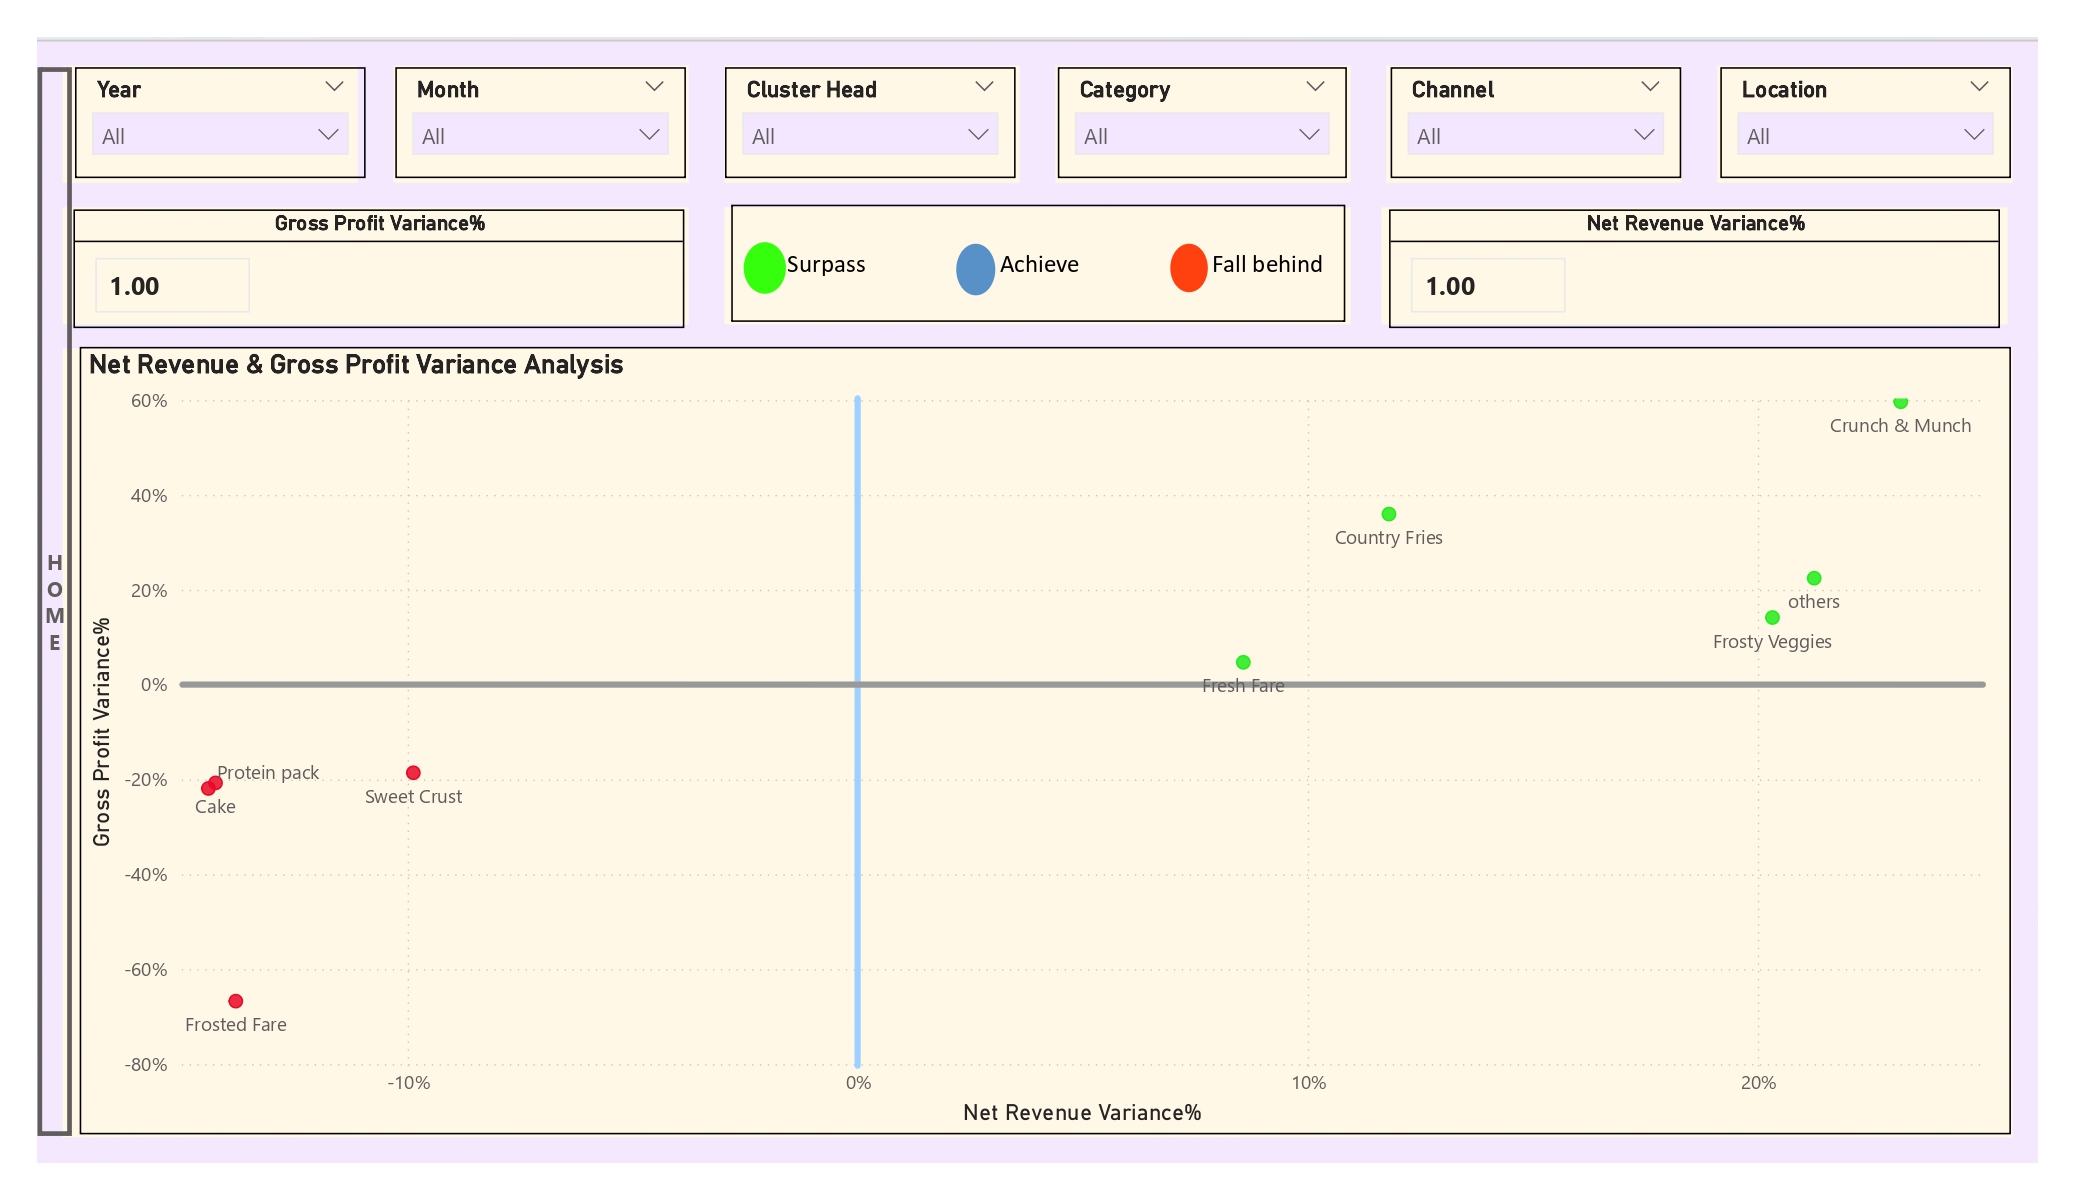 Year
Month
Cluster Head
Category
Channel
Location
All
All
All
All
All
All
Gross Profit Variance%
1.00
Surpass
Achieve
Fall behind
Net Revenue Variance%
1.00
HOME
Net Revenue & Gross Profit Variance Analysis
Gross Profit Variance%
60%
40%
20%
0%
-20%
-40%
-60%
-80%
Crunch & Munch
Country Fries
others
Frosty Veggies
Fresh Fare
Protein pack
Cake
Sweet Crust
Frosted Fare
-10%
0%
10%
20%
Net Revenue Variance%